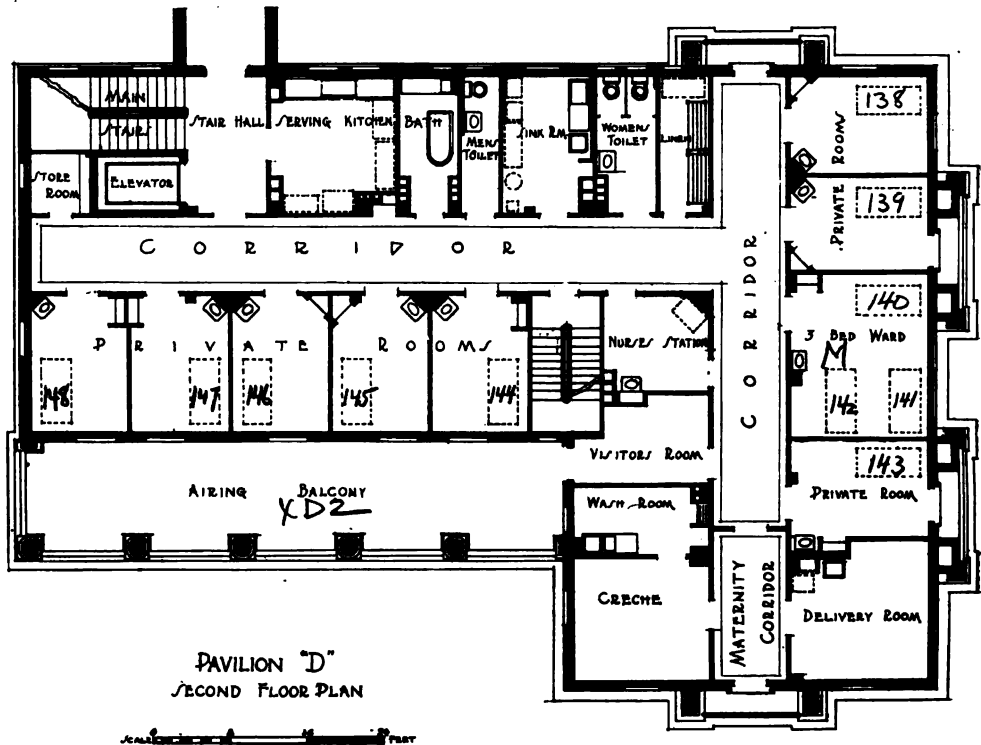 MAIN
STAIRS
STAIR HALL
SERVING KITCHEN
BATH
MENS
TOILET
SINK RM.
WOMENS
TOILET
LINEN
138
ROOMS
PRIVATE
139
STORE
ROOM
ELEVATOR
CORRIDOR
CORRIDOR
140
3 BED WARD
M
142
141
PRIVATE ROOMS
148
147
146
145
144
NURSES STATION
VISITORS ROOM
143
PRIVATE ROOM
AIRING BALCONY
XD2
WASH-ROOM
CRECHE
MATERNITY
CORRIDOR
DELIVERY ROOM
PAVILION "D"
SECOND FLOOR PLAN
SCALE
FEET